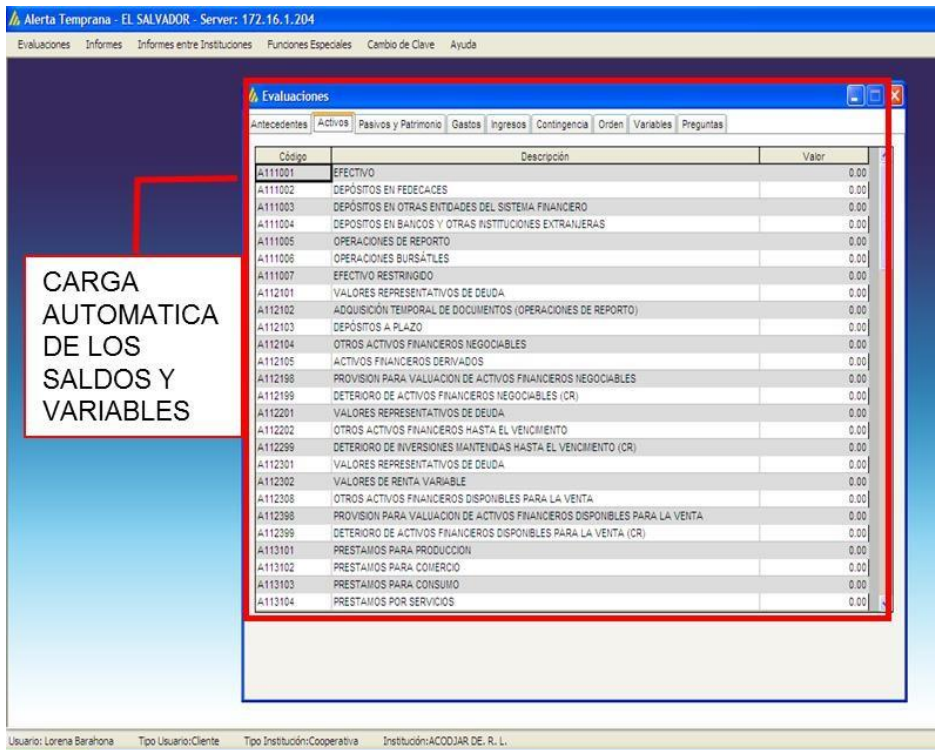 Alerta Temprana - EL SALVADOR - Server: 172.16.1.204
Evaluaciones Informes Informes entre Instituciones Funciones Especiales Cambio de Clave Ayuda
Evaluaciones
Antecedentes Activos Pasivos y Patrimonio Gastos Ingresos Contingencia Orden Variables Preguntas
Código Descripción Valor
A111001 EFECTIVO 0.00
A111002 DEPÓSITOS EN FEDECACES 0.00
A111003 DEPÓSITOS EN OTRAS ENTIDADES DEL SISTEMA FINANCIERO 0.00
A111004 DEPOSITOS EN BANCOS Y OTRAS INSTITUCIONES EXTRANJERAS 0.00
A111005 OPERACIONES DE REPORTO 0.00
A111006 OPERACIONES BURSÁTILES 0.00
A111007 EFECTIVO RESTRINGIDO 0.00
A112101 VALORES REPRESENTATIVOS DE DEUDA 0.00
A112102 ADQUISICIÓN TEMPORAL DE DOCUMENTOS (OPERACIONES DE REPORTO) 0.00
A112103 DEPÓSITOS A PLAZO 0.00
A112104 OTROS ACTIVOS FINANCIEROS NEGOCIABLES 0.00
A112105 ACTIVOS FINANCIEROS DERIVADOS 0.00
A112198 PROVISION PARA VALUACION DE ACTIVOS FINANCIEROS NEGOCIABLES 0.00
A112199 DETERIORO DE ACTIVOS FINANCIEROS NEGOCIABLES (CR) 0.00
A112201 VALORES REPRESENTATIVOS DE DEUDA 0.00
A112202 OTROS ACTIVOS FINANCIEROS HASTA EL VENCIMIENTO 0.00
A112299 DETERIORO DE INVERSIONES MANTENIDAS HASTA EL VENCIMIENTO (CR) 0.00
A112301 VALORES REPRESENTATIVOS DE DEUDA 0.00
A112302 VALORES DE RENTA VARIABLE 0.00
A112308 OTROS ACTIVOS FINANCIEROS DISPONIBLES PARA LA VENTA 0.00
A112398 PROVISION PARA VALUACION DE ACTIVOS FINANCIEROS DISPONIBLES PARA LA VENTA 0.00
A112399 DETERIORO DE ACTIVOS FINANCIEROS DISPONIBLES PARA LA VENTA (CR) 0.00
A113101 PRESTAMOS PARA PRODUCCION 0.00
A113102 PRESTAMOS PARA COMERCIO 0.00
A113103 PRESTAMOS PARA CONSUMO 0.00
A113104 PRESTAMOS POR SERVICIOS 0.00
CARGA
AUTOMATICA
DE LOS
SALDOS Y
VARIABLES
Usuario: Lorena Barahona Tipo Usuario:Cliente Tipo Institución:Cooperativa Institución:ACODJAR DE. R. L.